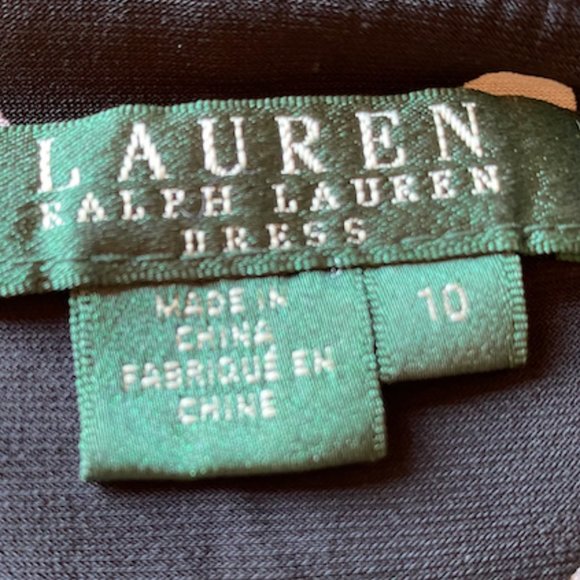 LAUREN
RALPH LAUREN
DRESS
MADE IN
CHINA
FABRIQUÉ EN
CHINE
10